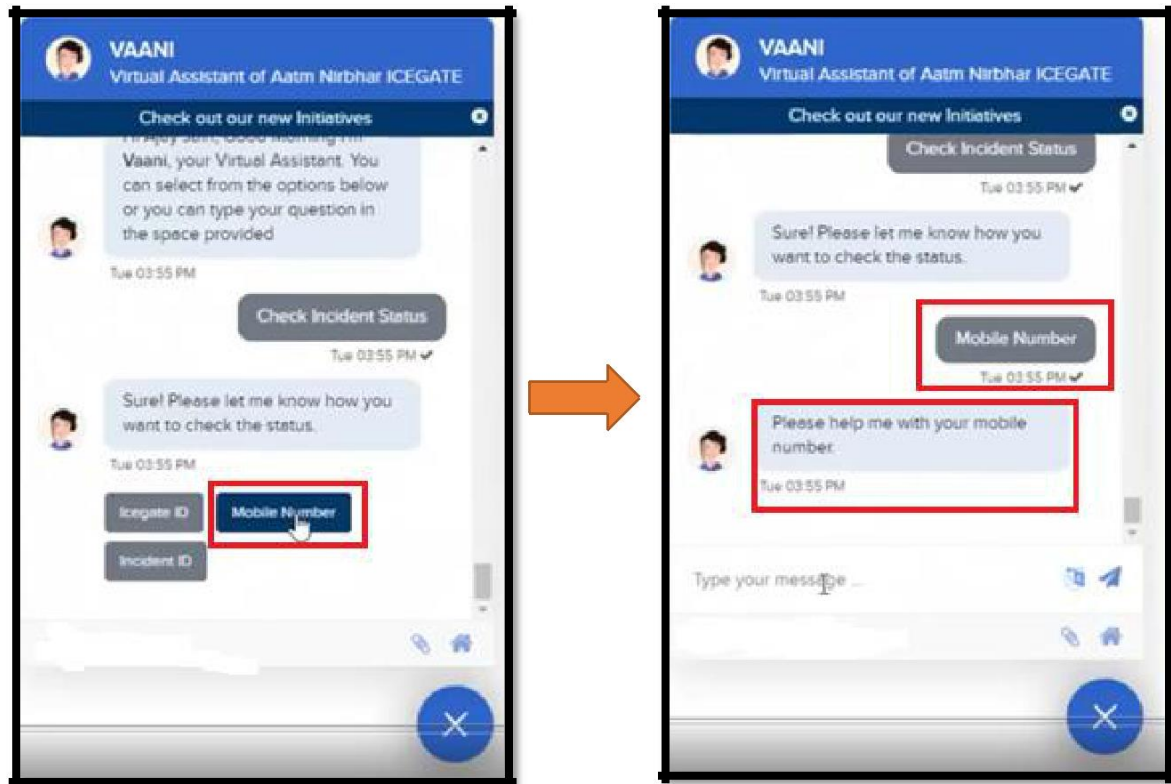 VAANI
Virtual Assistant of Aatm Nirbhar ICEGATE
Check out our new Initiatives
Vaani, your Virtual Assistant. You
can select from the options below
or you can type your question in
the space provided
Tue 03:55 PM
Check Incident Status
Tue 03:55 PM
Sure! Please let me know how you
want to check the status.
Tue 03:55 PM
Icegate ID
Mobile Number
Incident ID
VAANI
Virtual Assistant of Aatm Nirbhar ICEGATE
Check out our new Initiatives
Check Incident Status
Tue 03:55 PM
Sure! Please let me know how you
want to check the status.
Tue 03:55 PM
Mobile Number
Tue 03:55 PM
Please help me with your mobile
number.
Tue 03:55 PM
Type your message ...